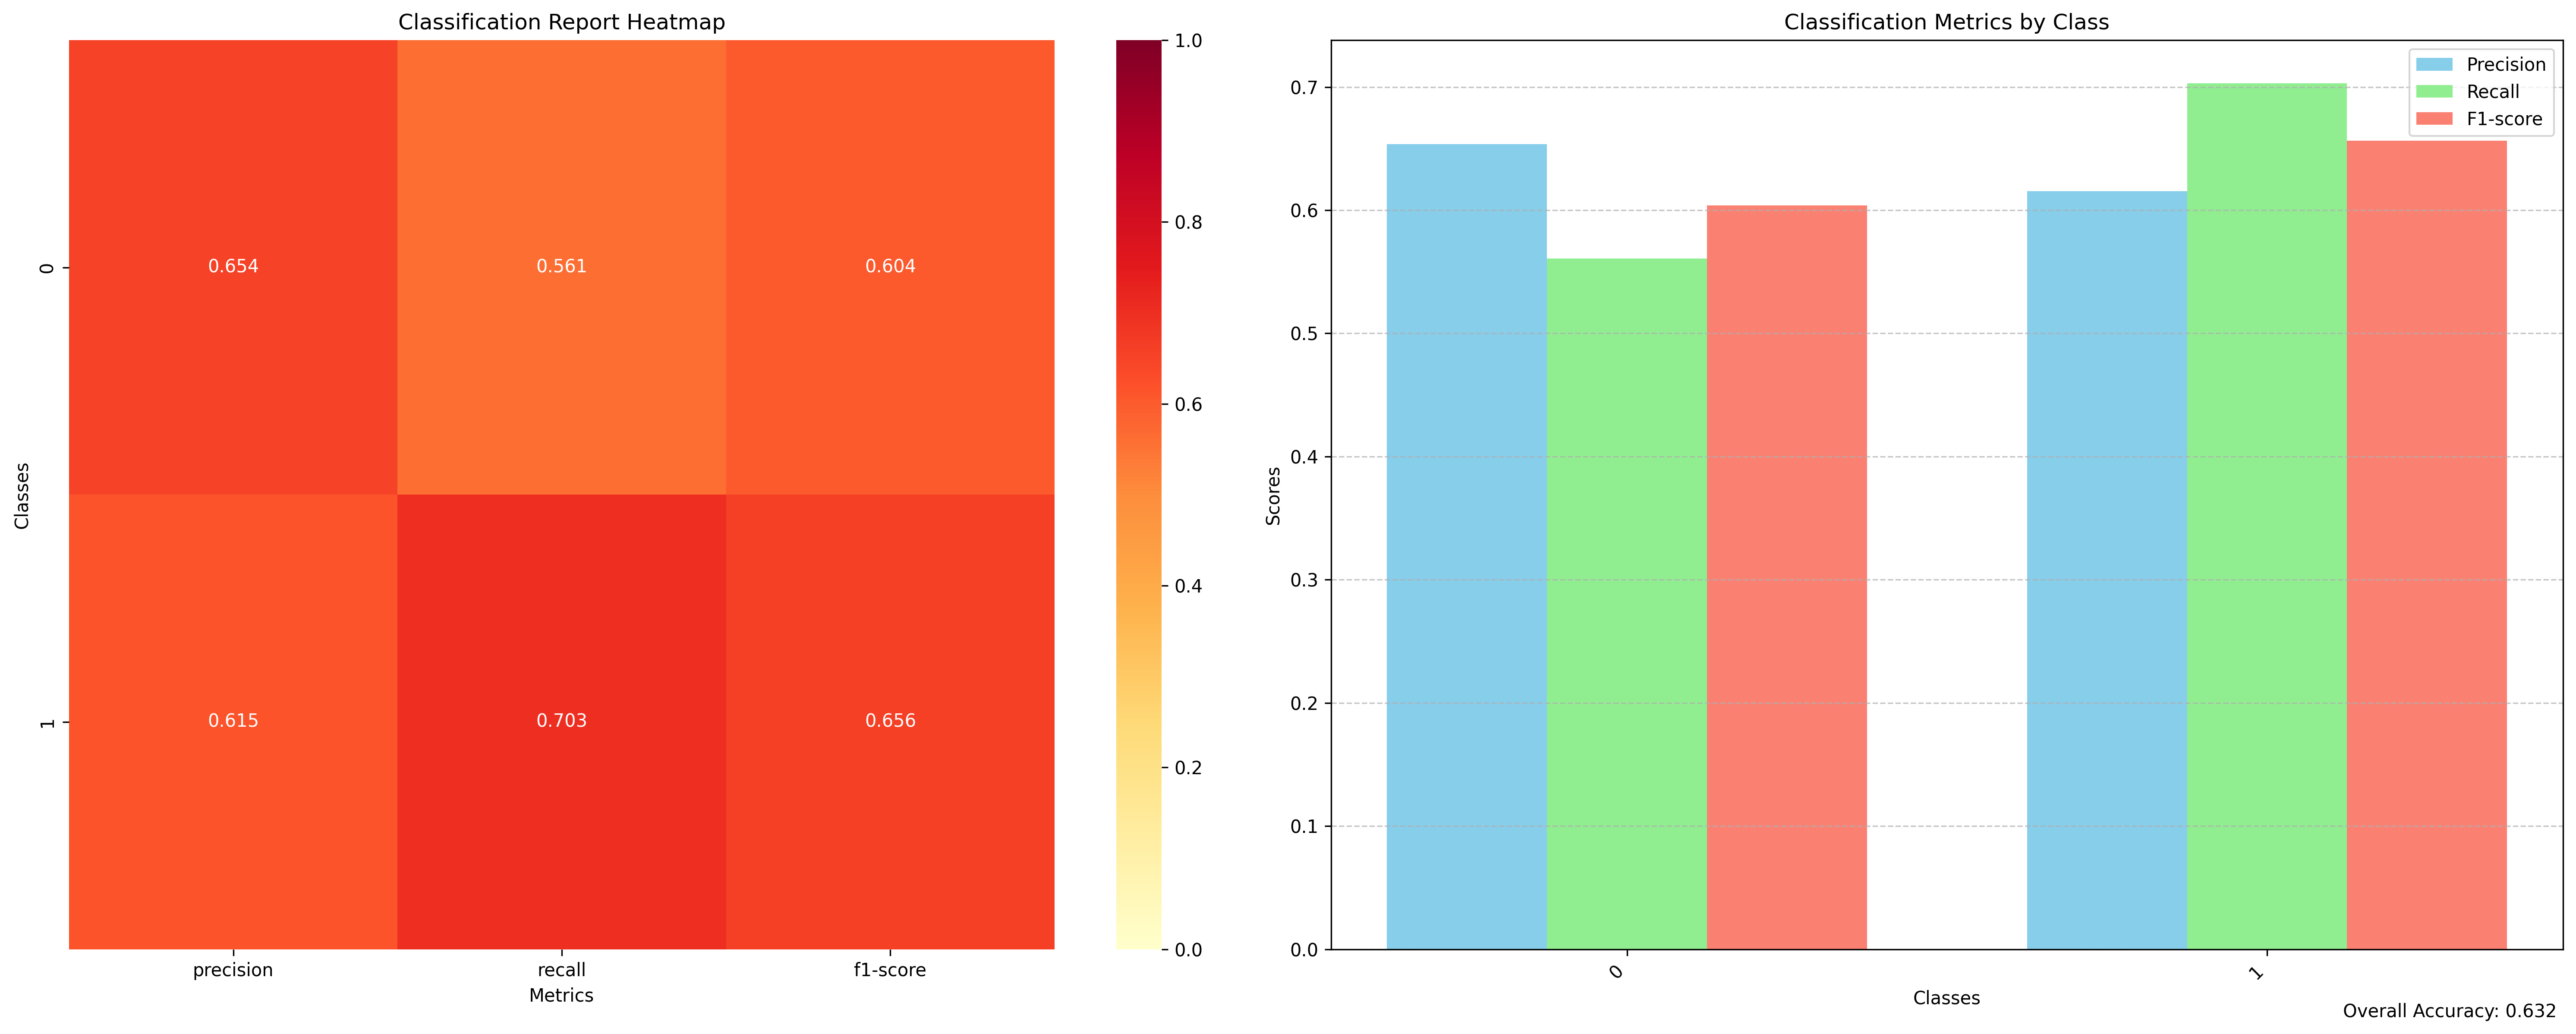 Classification Report Heatmap
Classes
0
1
0.654 0.561 0.604
0.615 0.703 0.656
precision recall f1-score
Metrics
1.0
0.8
0.6
0.4
0.2
0.0
Classification Metrics by Class
Precision
Recall
F1-score
Scores
0.7
0.6
0.5
0.4
0.3
0.2
0.1
0.0
0 1
Classes
Overall Accuracy: 0.632